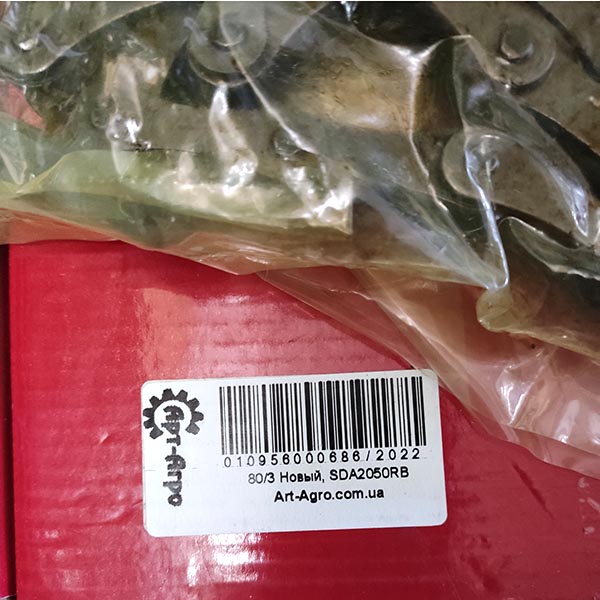 Арт-Агро
010956000686/2022
80/3 Новый, SDA2050RB
Art-Agro.com.ua